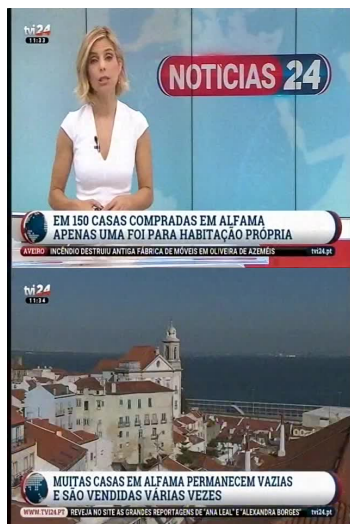 tvi24
11:33
NOTÍCIAS 24
EM 150 CASAS COMPRADAS EM ALFAMA
APENAS UMA FOI PARA HABITAÇÃO PRÓPRIA
AVEIRO INCÊNDIO DESTRUIU ANTIGA FÁBRICA DE MÓVEIS EM OLIVEIRA DE AZEMÉIS tvi24.pt
tvi24
11:34
MUITAS CASAS EM ALFAMA PERMANECEM VAZIAS
E SÃO VENDIDAS VÁRIAS VEZES
WWW.TVI24.PT REVEJA NO SITE AS GRANDES REPORTAGENS DE "ANA LEAL" E "ALEXANDRA BORGES" tvi24.pt